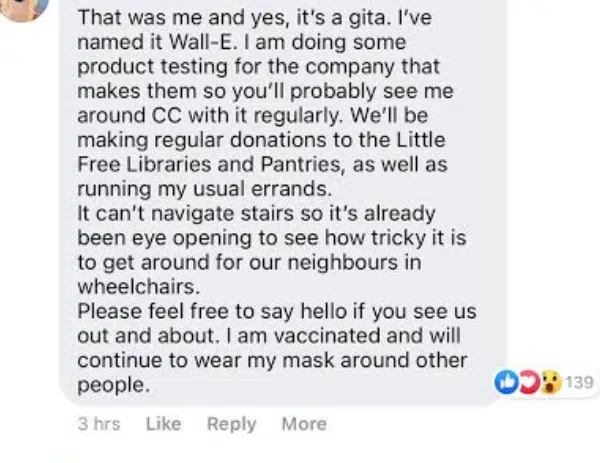 That was me and yes, it's a gita. I've
named it Wall-E. I am doing some
product testing for the company that
makes them so you'll probably see me
around CC with it regularly. We'll be
making regular donations to the Little
Free Libraries and Pantries, as well as
running my usual errands.
It can't navigate stairs so it's already
been eye opening to see how tricky it is
to get around for our neighbours in
wheelchairs.
Please feel free to say hello if you see us
out and about. I am vaccinated and will
continue to wear my mask around other
people.
139
3 hrs Like Reply More